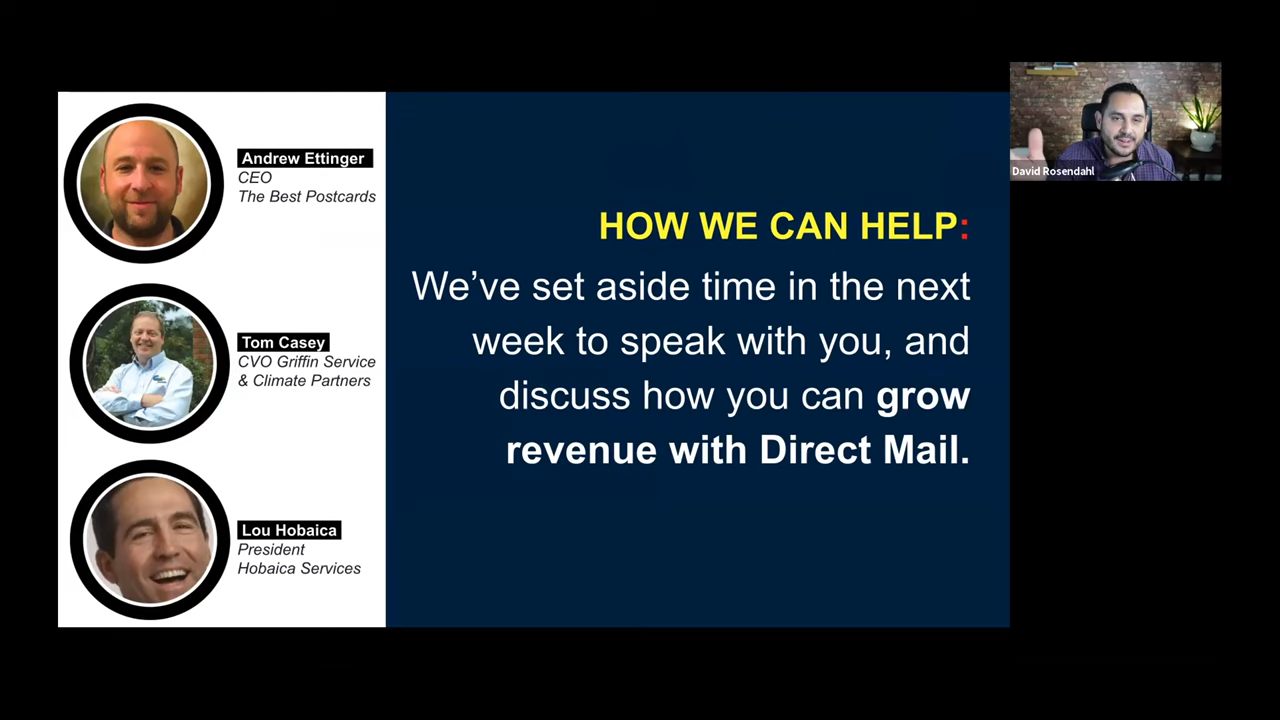 Andrew Ettinger
CEO
The Best Postcards
Tom Casey
CVO Griffin Service
& Climate Partners
Lou Hobaica
President
Hobaica Services
HOW WE CAN HELP:
We’ve set aside time in the next
week to speak with you, and
discuss how you can grow
revenue with Direct Mail.
David Rosendahl